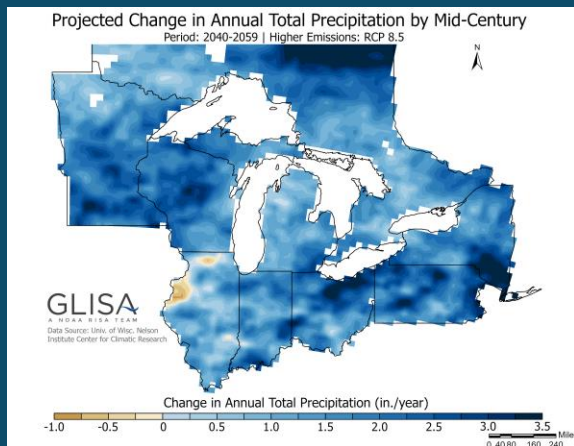 Projected Change in Annual Total Precipitation by Mid-Century
Period: 2040-2059 | Higher Emissions: RCP 8.5
N
GLISA
A NOAA RISA TEAM
Data Source: Univ. of Wisc. Nelson
Institute Center for Climatic Research
Change in Annual Total Precipitation (in./year)
-1.0 -0.5 0 0.5 1.0 1.5 2.0 2.5 3.0 3.5
Mile
0 40 80 160 240